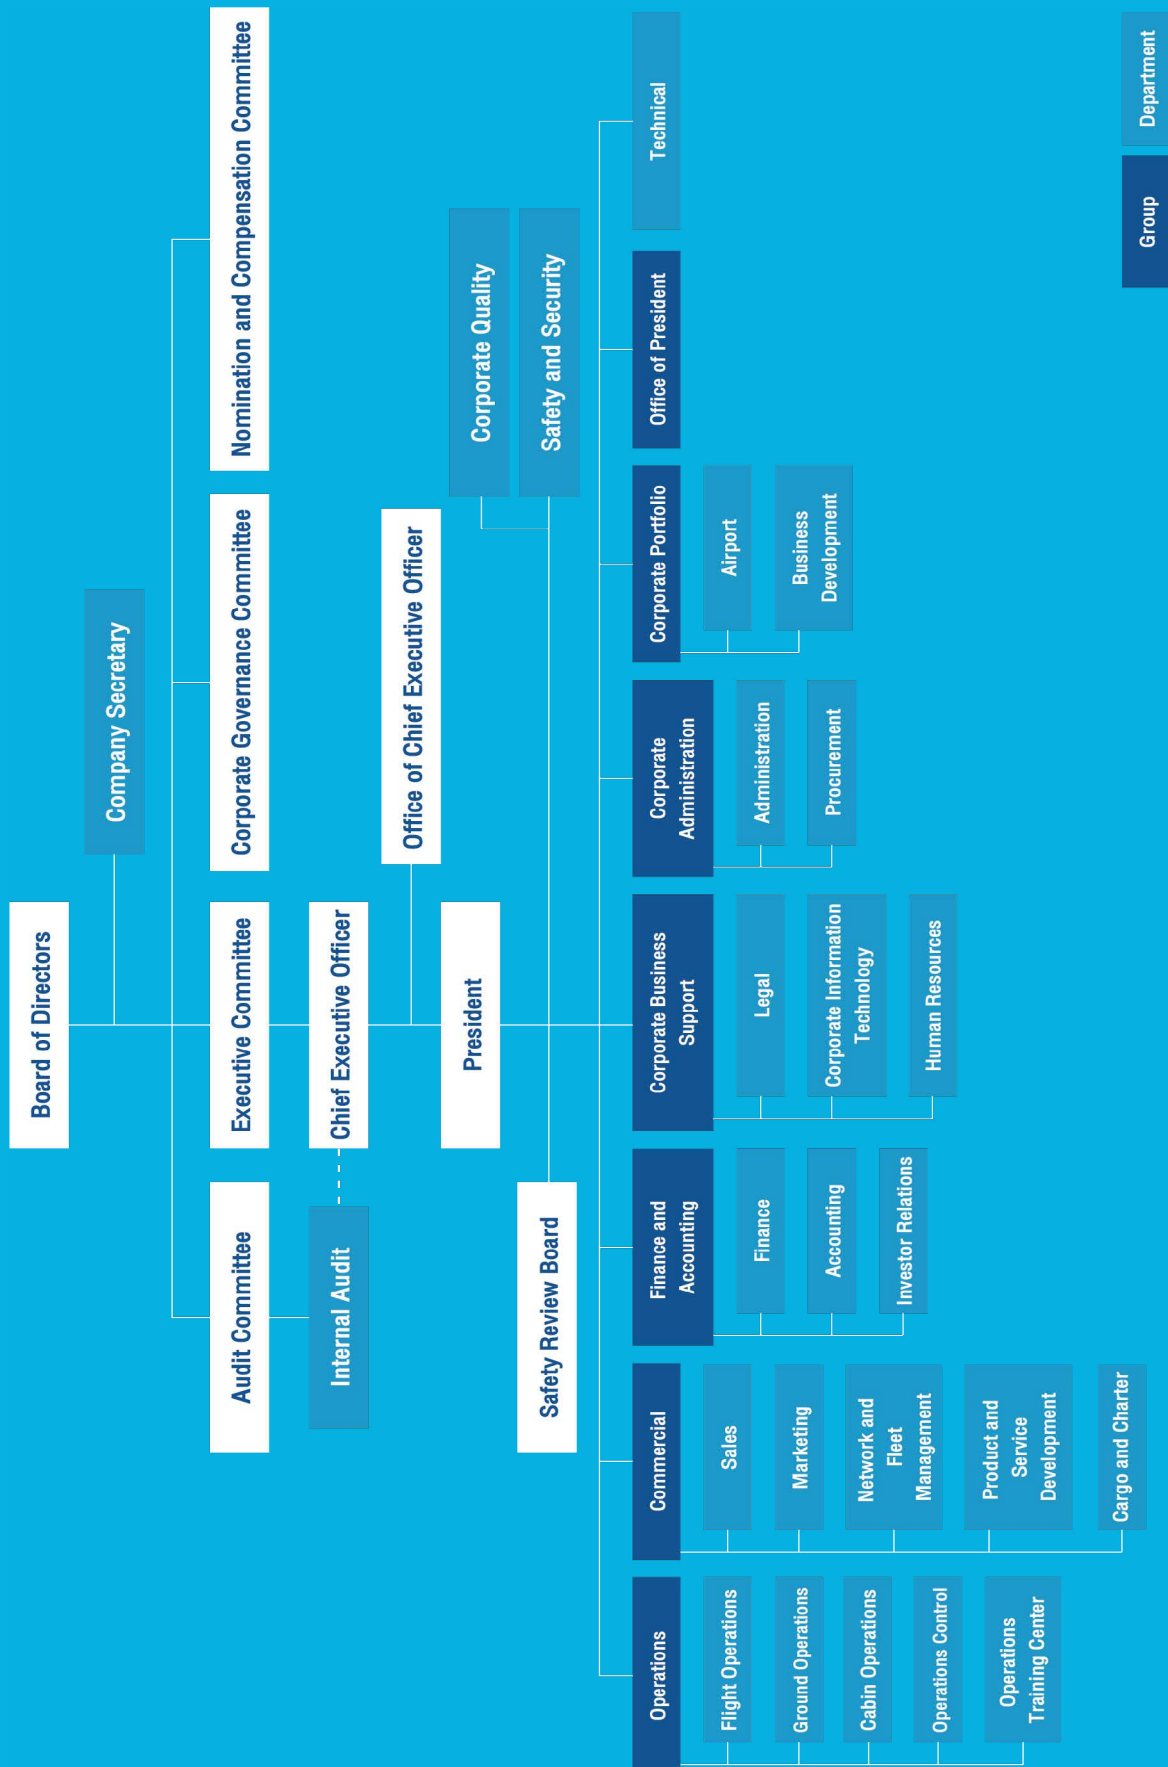 Board of Directors
Company Secretary
Audit Committee
Executive Committee
Corporate Governance Committee
Nomination and Compensation Committee
Internal Audit
Chief Executive Officer
Office of Chief Executive Officer
President
Corporate Quality
Safety Review Board
Safety and Security
Operations
Flight Operations
Ground Operations
Cabin Operations
Operations Control
Operations
Training Center
Commercial
Sales
Marketing
Network and
Fleet
Management
Product and
Service
Development
Cargo and Charter
Finance and
Accounting
Finance
Accounting
Investor Relations
Corporate Business
Support
Legal
Corporate Information
Technology
Human Resources
Corporate
Administration
Administration
Procurement
Corporate Portfolio
Airport
Business
Development
Office of President
Technical
Group
Department